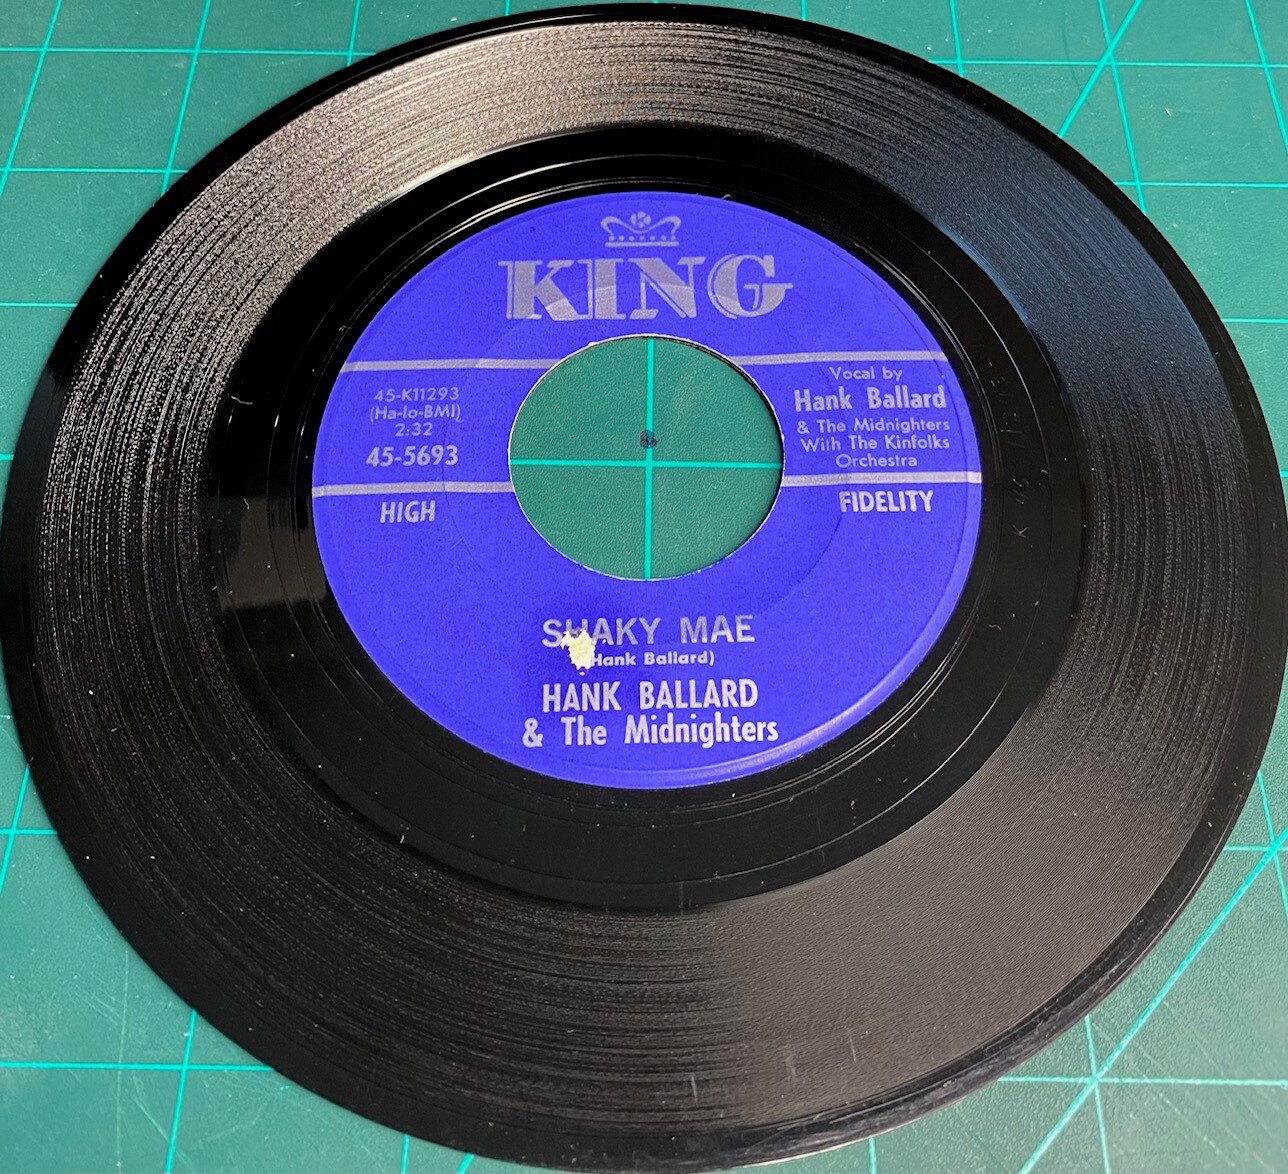 KING
45-K11293
(Ha-lo-BMI)
2:32
45-5693
Vocal by
Hank Ballard
& The Midnighters
With The Kinfolks
Orchestra
HIGH
FIDELITY
SHAKY MAE
(Hank Ballard)
HANK BALLARD
& The Midnighters